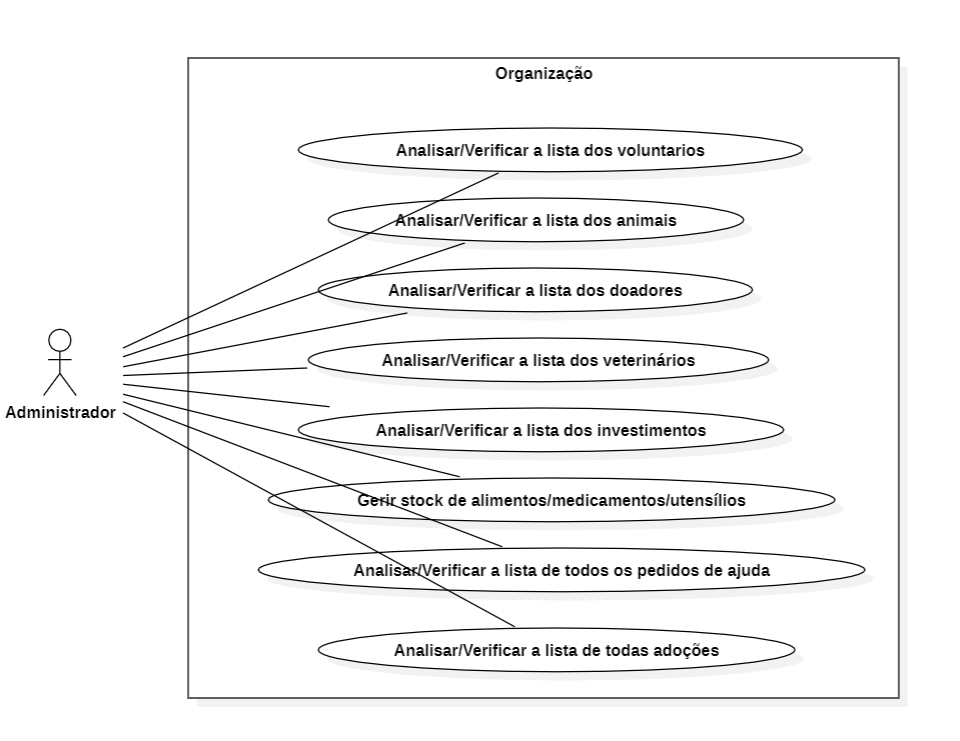 Organização
Analisar/Verificar a lista dos voluntarios
Analisar/Verificar a lista dos animais
Analisar/Verificar a lista dos doadores
Analisar/Verificar a lista dos veterinários
Administrador
Analisar/Verificar a lista dos investimentos
Gerir stock de alimentos/medicamentos/utensílios
Analisar/Verificar a lista de todos os pedidos de ajuda
Analisar/Verificar a lista de todas adoções